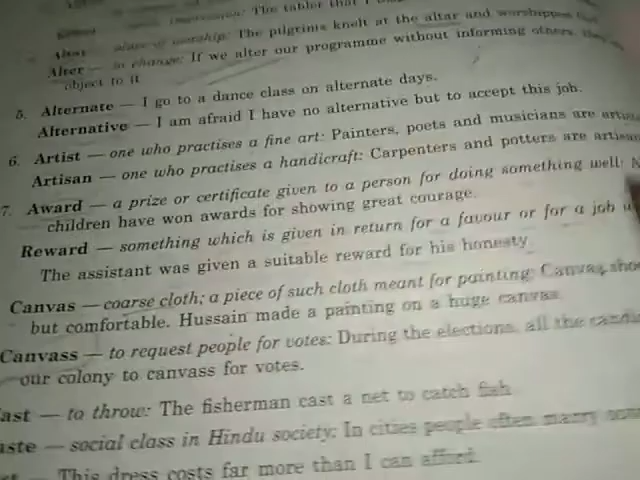 The tablet that I
Altar — place of worship: The pilgrims knelt at the altar and worshipped
Alter — to change: If we alter our programme without informing others, they
object to it
5. Alternate — I go to a dance class on alternate days.
Alternative — I am afraid I have no alternative but to accept this job.
6. Artist — one who practises a fine art: Painters, poets and musicians are
Artisan — one who practises a handicraft: Carpenters and potters are
7. Award — a prize or certificate given to a person for doing something well:
children have won awards for showing great courage.
Reward — something which is given in return for a favour or for a job
The assistant was given a suitable reward for his honesty
Canvas — coarse cloth; a piece of such cloth meant for painting: Canvas
but comfortable. Hussain made a painting on a huge canvas.
Canvass — to request people for votes: During the elections, all the
our colony to canvass for votes.
ast — to throw: The fisherman cast a net to catch fish
ste — social class in Hindu society: In cities people often marry
— This dress costs far more than I can afford.